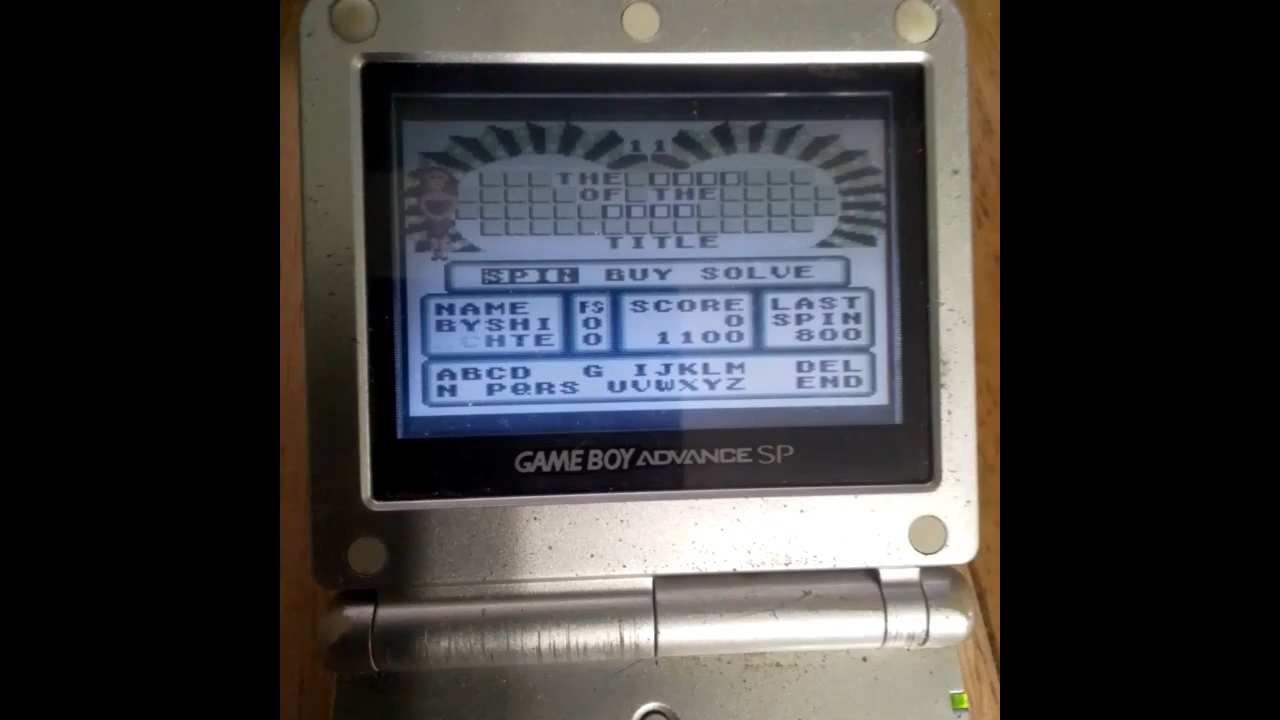 11
THE
OF THE
TITLE
SPIN BUY SOLVE
NAME FS SCORE LAST
BYSHI 0 0 SPIN
CHTE 0 1100 800
ABCD G IJKLM DEL
N PQRS UVWXYZ END
GAME BOY ADVANCE SP